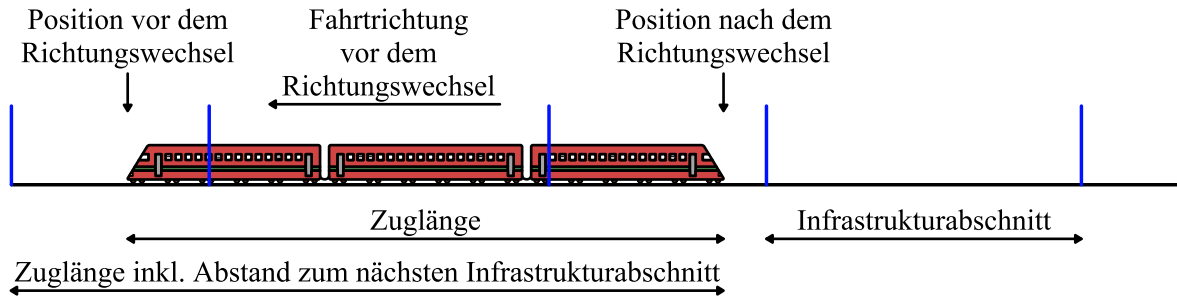 Position vor dem
Richtungswechsel
Fahrtrichtung
vor dem
Richtungswechsel
Position nach dem
Richtungswechsel
Zuglänge
Infrastrukturabschnitt
Zuglänge inkl. Abstand zum nächsten Infrastrukturabschnitt